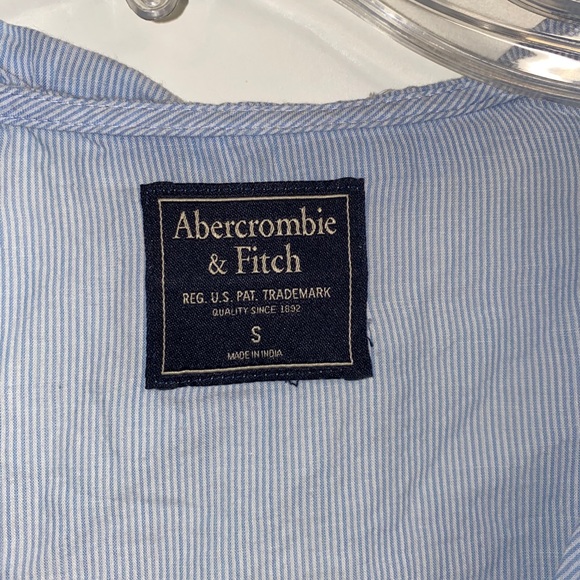 Abercrombie
& Fitch
REG. U.S. PAT. TRADEMARK
QUALITY SINCE 1892
S
MADE IN INDIA